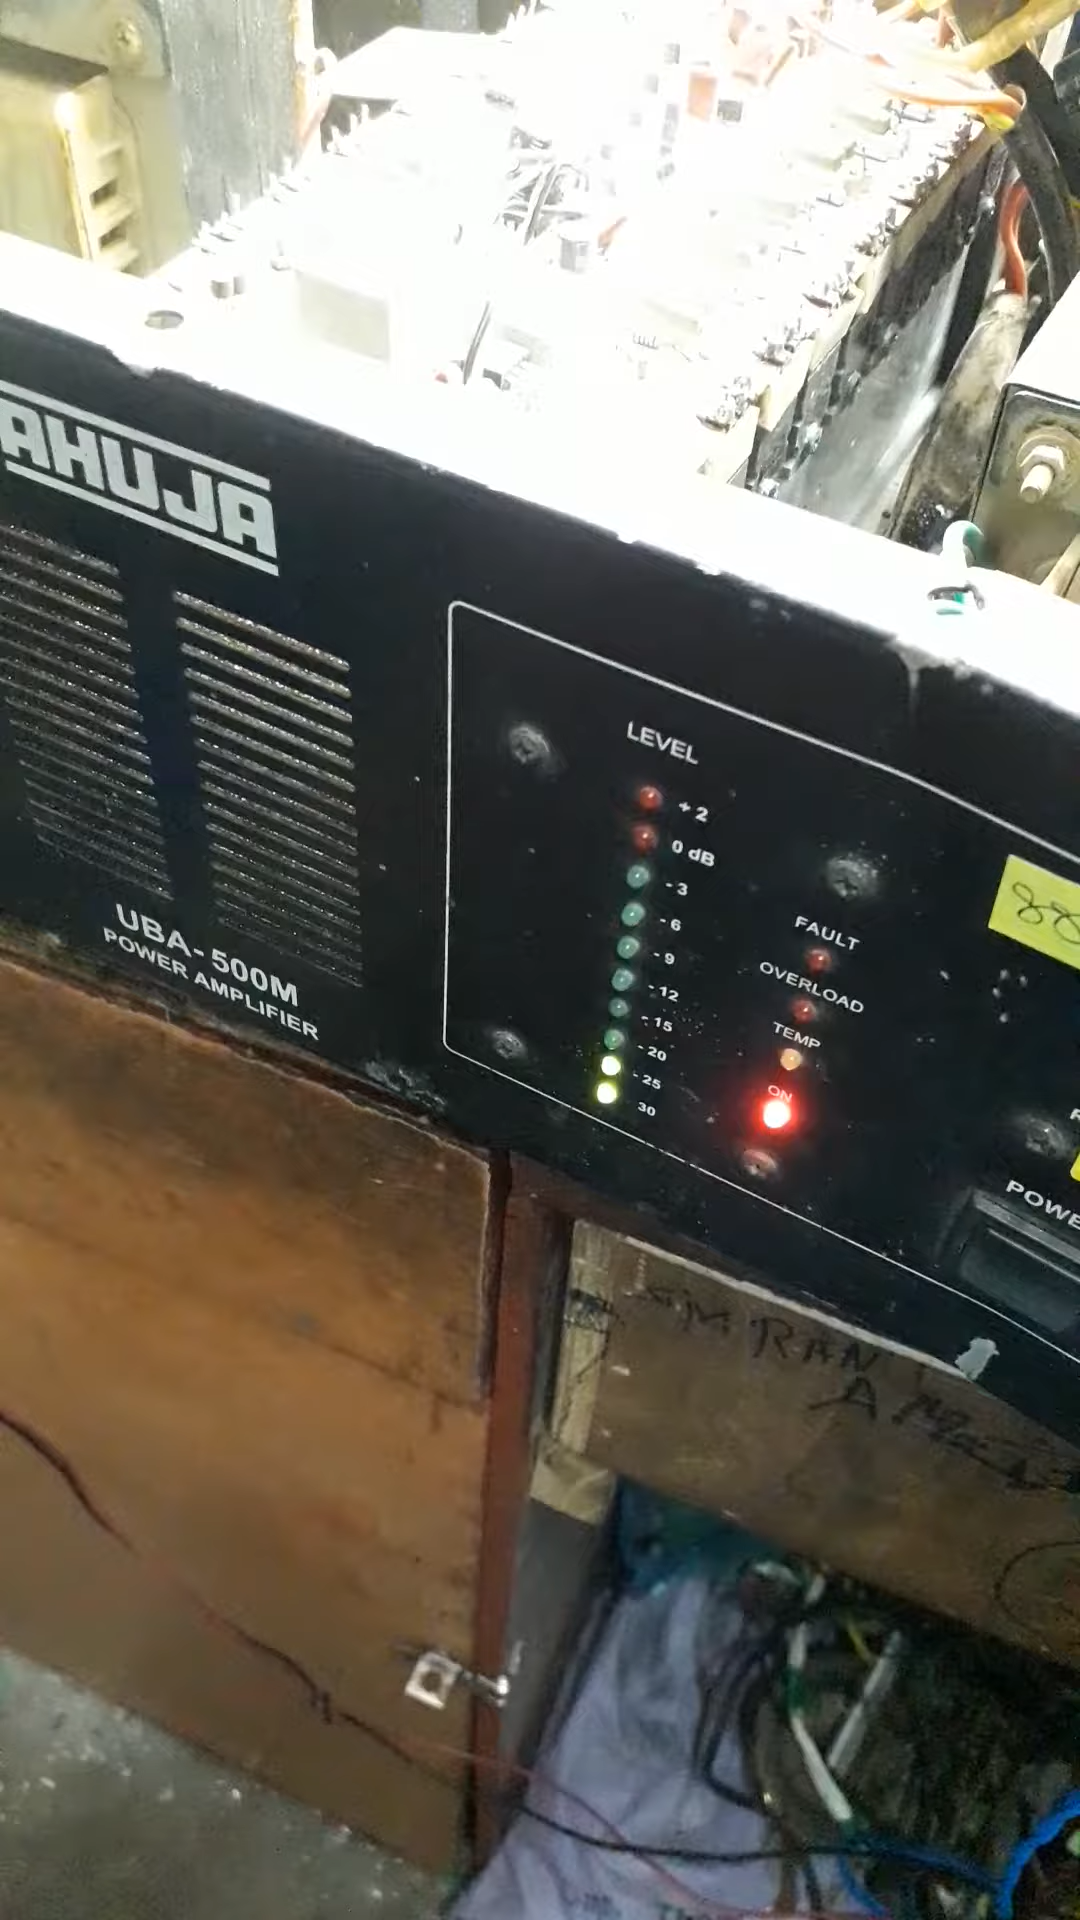 AHUJA
UBA-500M
POWER AMPLIFIER
LEVEL
+2
0 dB
-3
-6
-9
-12
-15
-20
-25
30
FAULT
OVERLOAD
TEMP
ON
POWE
RAN